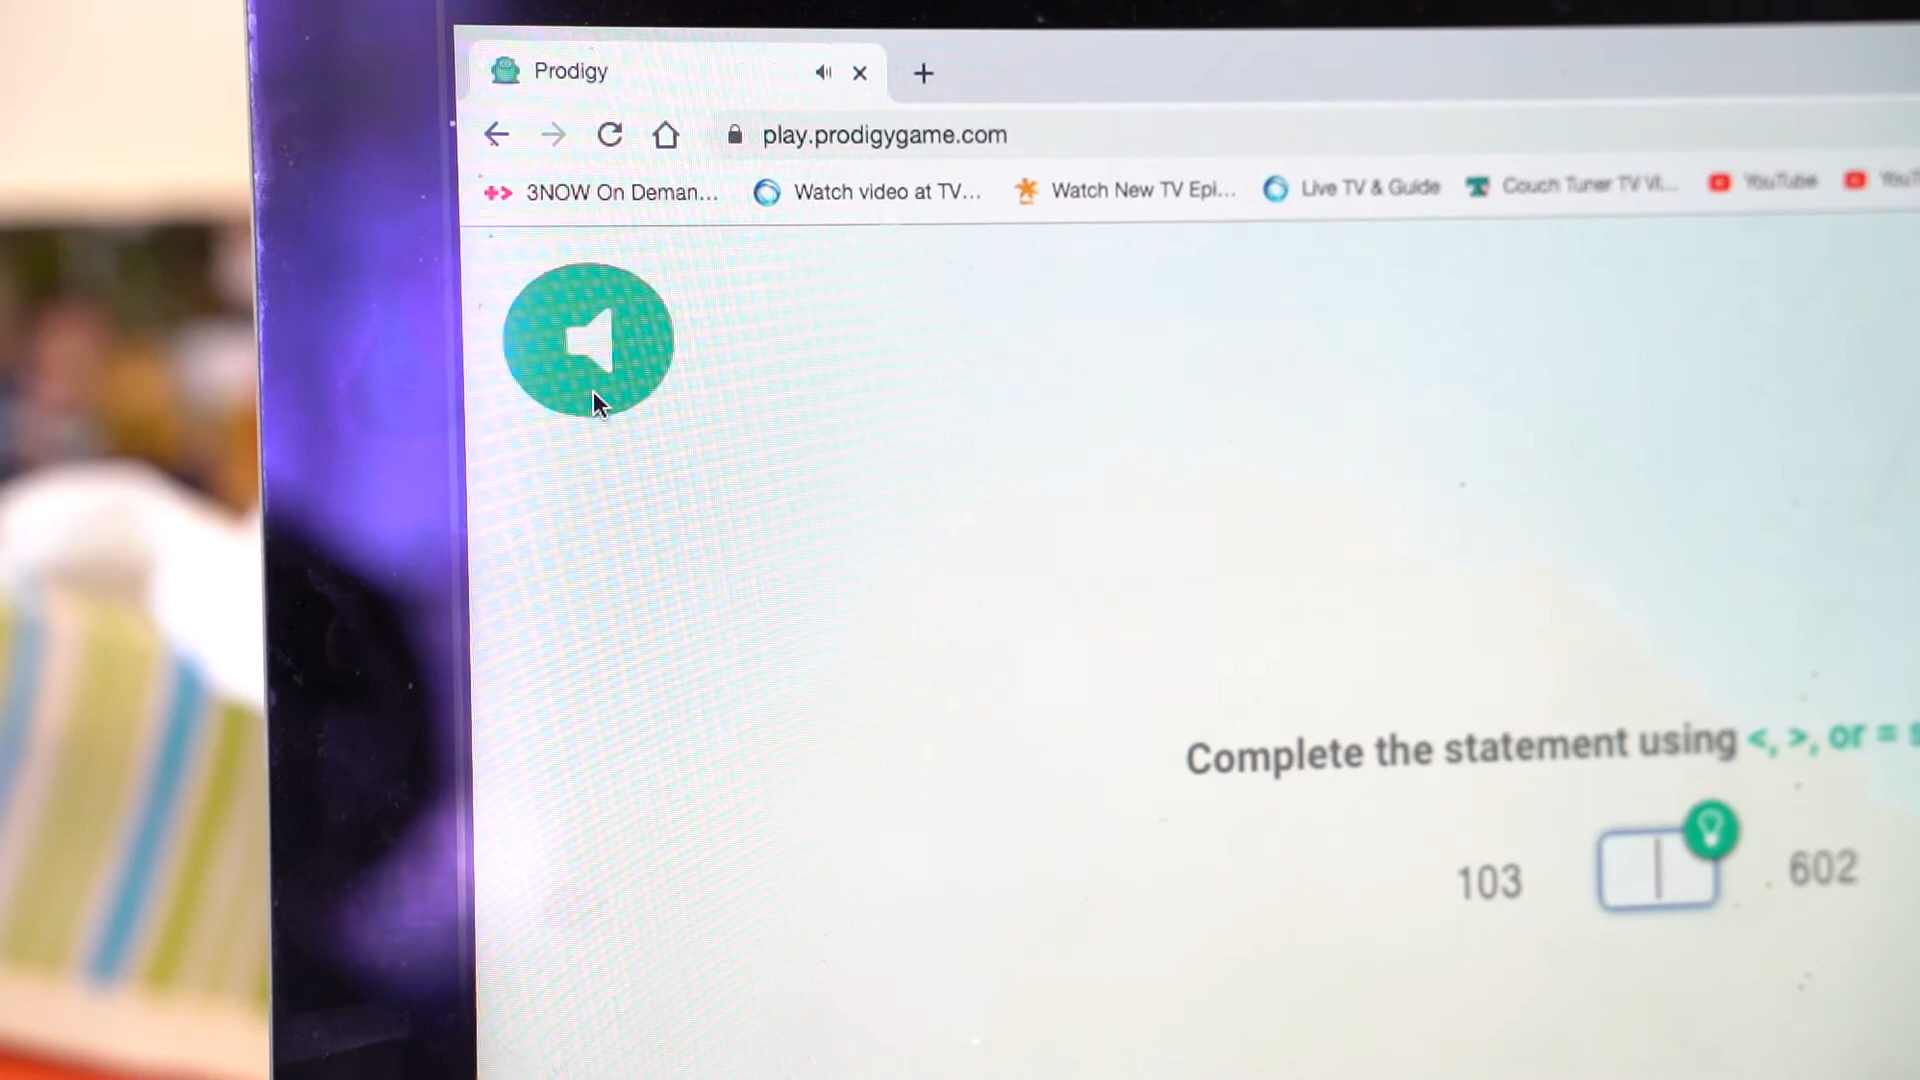 Prodigy
play.prodigygame.com
3NOW On Deman... Watch video at TV... Watch New TV Epi... Live TV & Guide Couch Tuner TV Vi... YouTube
Complete the statement using <, >, or =
103 602